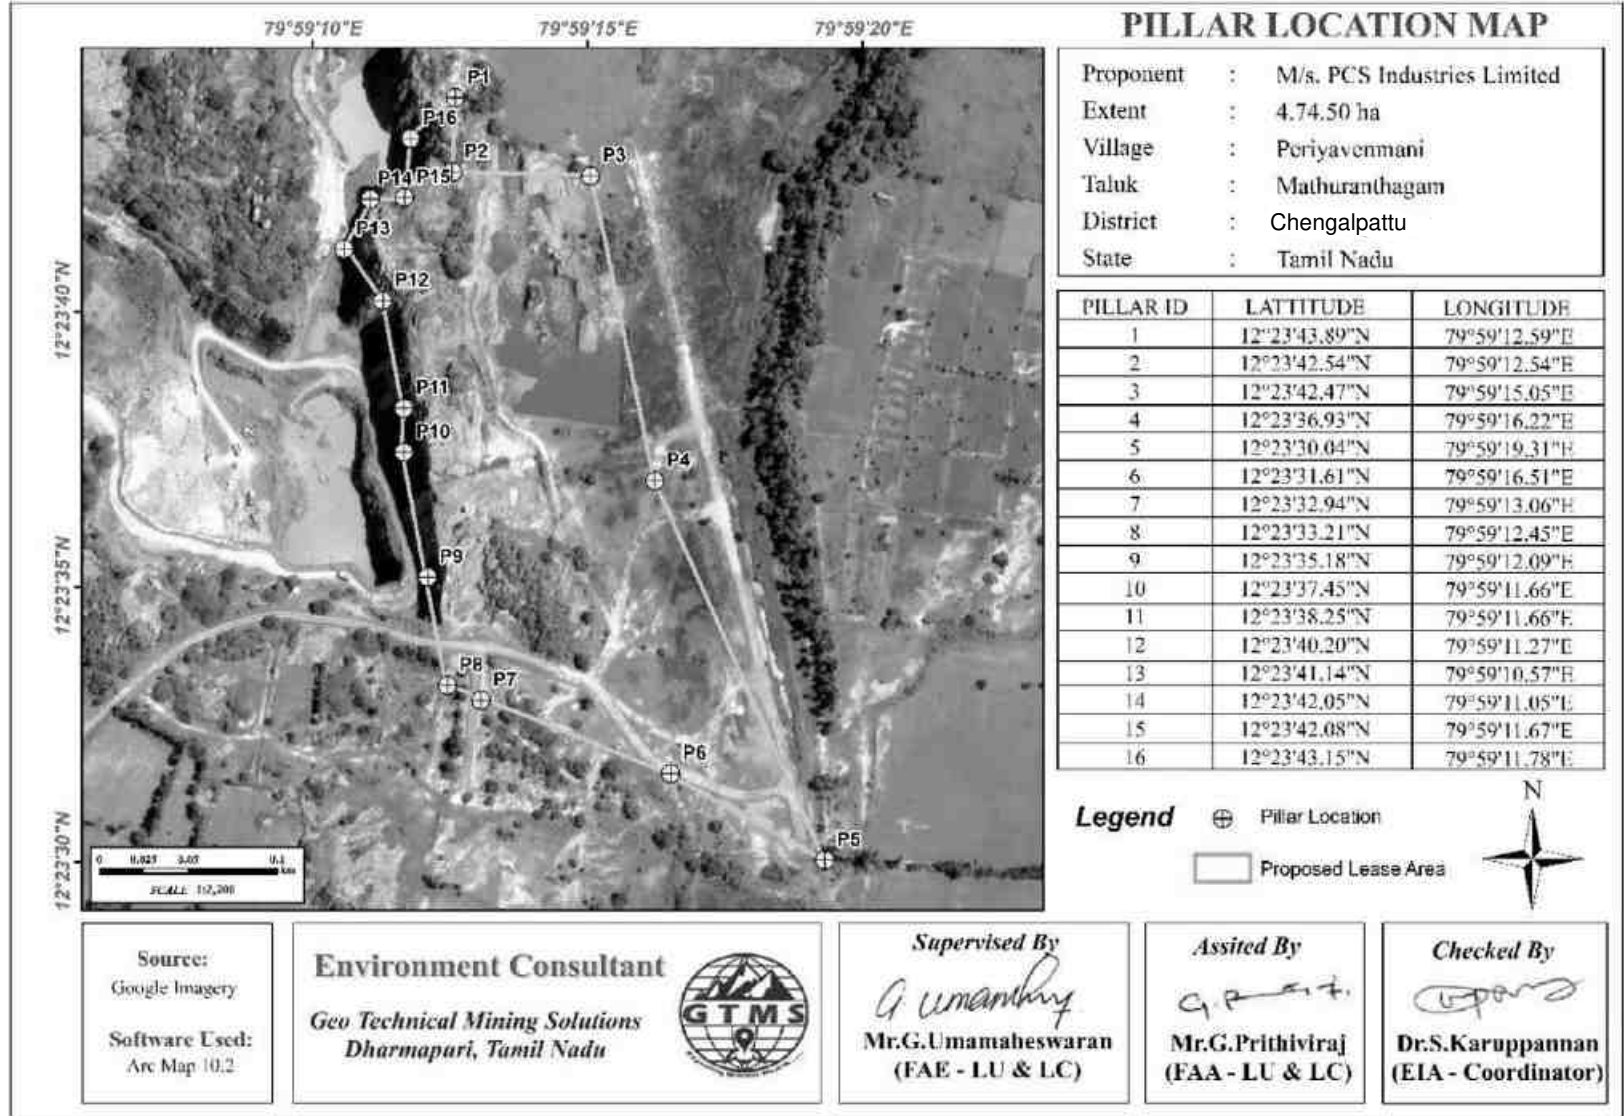 79°59'10"E 79°59'15"E 79°59'20"E
PILLAR LOCATION MAP
Proponent : M/s. PCS Industries Limited
Extent : 4.74.50 ha
Village : Periyavenmani
Taluk : Mathuranthagam
District : Chengalpattu
State : Tamil Nadu
PILLAR ID LATTITUDE LONGITUDE
1 12°23'43.89"N 79°59'12.59"E
2 12°23'42.54"N 79°59'12.54"E
3 12°23'42.47"N 79°59'15.05"E
4 12°23'36.93"N 79°59'16.22"E
5 12°23'30.04"N 79°59'19.31"E
6 12°23'31.61"N 79°59'16.51"E
7 12°23'32.94"N 79°59'13.06"E
8 12°23'33.21"N 79°59'12.45"E
9 12°23'35.18"N 79°59'12.09"E
10 12°23'37.45"N 79°59'11.66"E
11 12°23'38.25"N 79°59'11.66"E
12 12°23'40.20"N 79°59'11.27"E
13 12°23'41.14"N 79°59'10.57"E
14 12°23'42.05"N 79°59'11.05"E
15 12°23'42.08"N 79°59'11.67"E
16 12°23'43.15"N 79°59'11.78"E
P1
P16
P2
P3
P14
P15
P13
P12
P11
P10
P4
P9
P8
P7
P6
P5
12°23'40"N
12°23'35"N
12°23'30"N
0 0.025 0.05 0.1
km
SCALE 1:2,200
N
Legend
Pillar Location
Proposed Lease Area
Source:
Google Imagery
Software Used:
Arc Map 10.2
Environment Consultant
Geo Technical Mining Solutions
Dharmapuri, Tamil Nadu
GTMS
Supervised By
G Umamhy
Mr.G.Umamaheswaran
(FAE - LU & LC)
Assited By
Mr.G.Prithiviraj
(FAA - LU & LC)
Checked By
Dr.S.Karuppannan
(EIA - Coordinator)